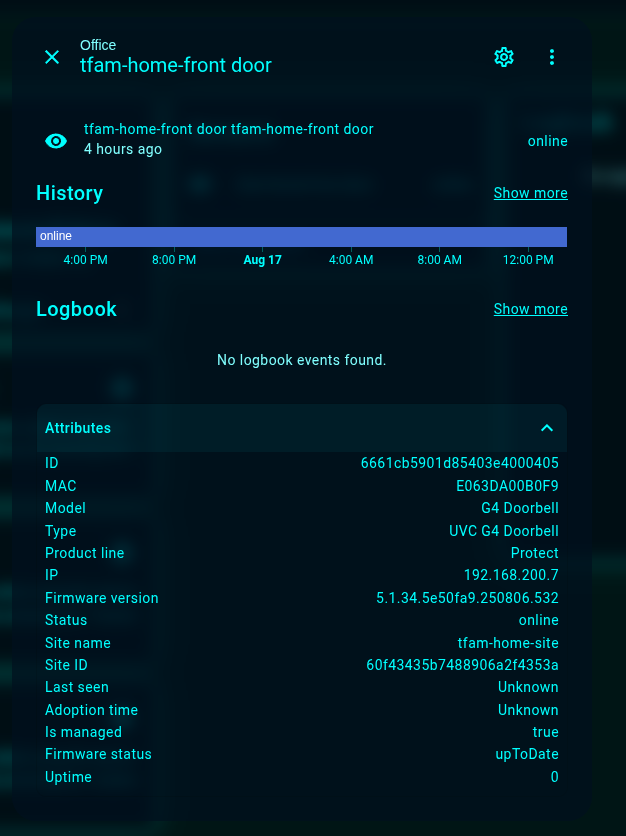 Office
tfam-home-front door
tfam-home-front door tfam-home-front door
4 hours ago
online
History
Show more
online
4:00 PM 8:00 PM Aug 17 4:00 AM 8:00 AM 12:00 PM
Logbook
Show more
No logbook events found.
Attributes
ID 6661cb5901d85403e4000405
MAC E063DA00B0F9
Model G4 Doorbell
Type UVC G4 Doorbell
Product line Protect
IP 192.168.200.7
Firmware version 5.1.34.5e50fa9.250806.532
Status online
Site name tfam-home-site
Site ID 60f43435b7488906a2f4353a
Last seen Unknown
Adoption time Unknown
Is managed true
Firmware status upToDate
Uptime 0